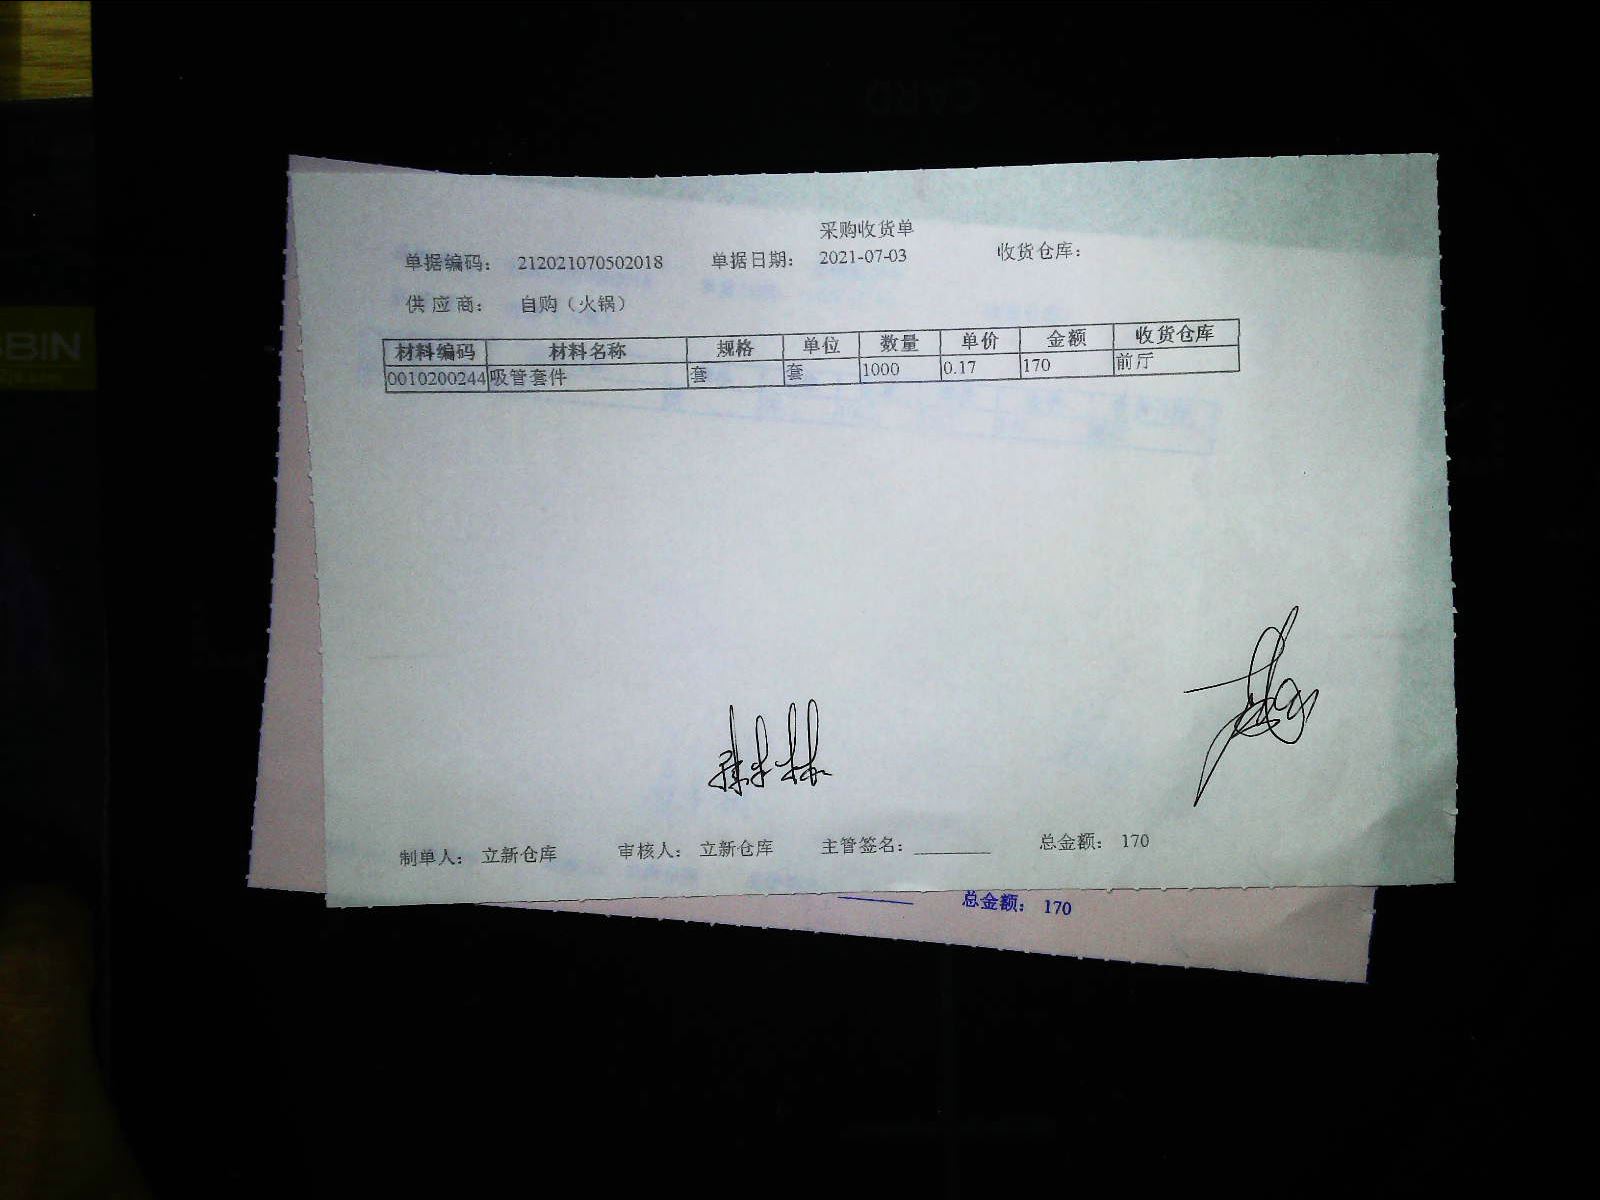 采购收货单
单据编码： 212021070502018 单据日期： 2021-07-03 收货仓库：
供 应 商： 自购（火锅）
材料编码 材料名称 规格 单位 数量 单价 金额 收货仓库
0010200244 吸管套件 套 套 1000 0.17 170 前厅
制单人： 立新仓库 审核人： 立新仓库 主管签名： 总金额： 170
总金额： 170
CARD
BBIN